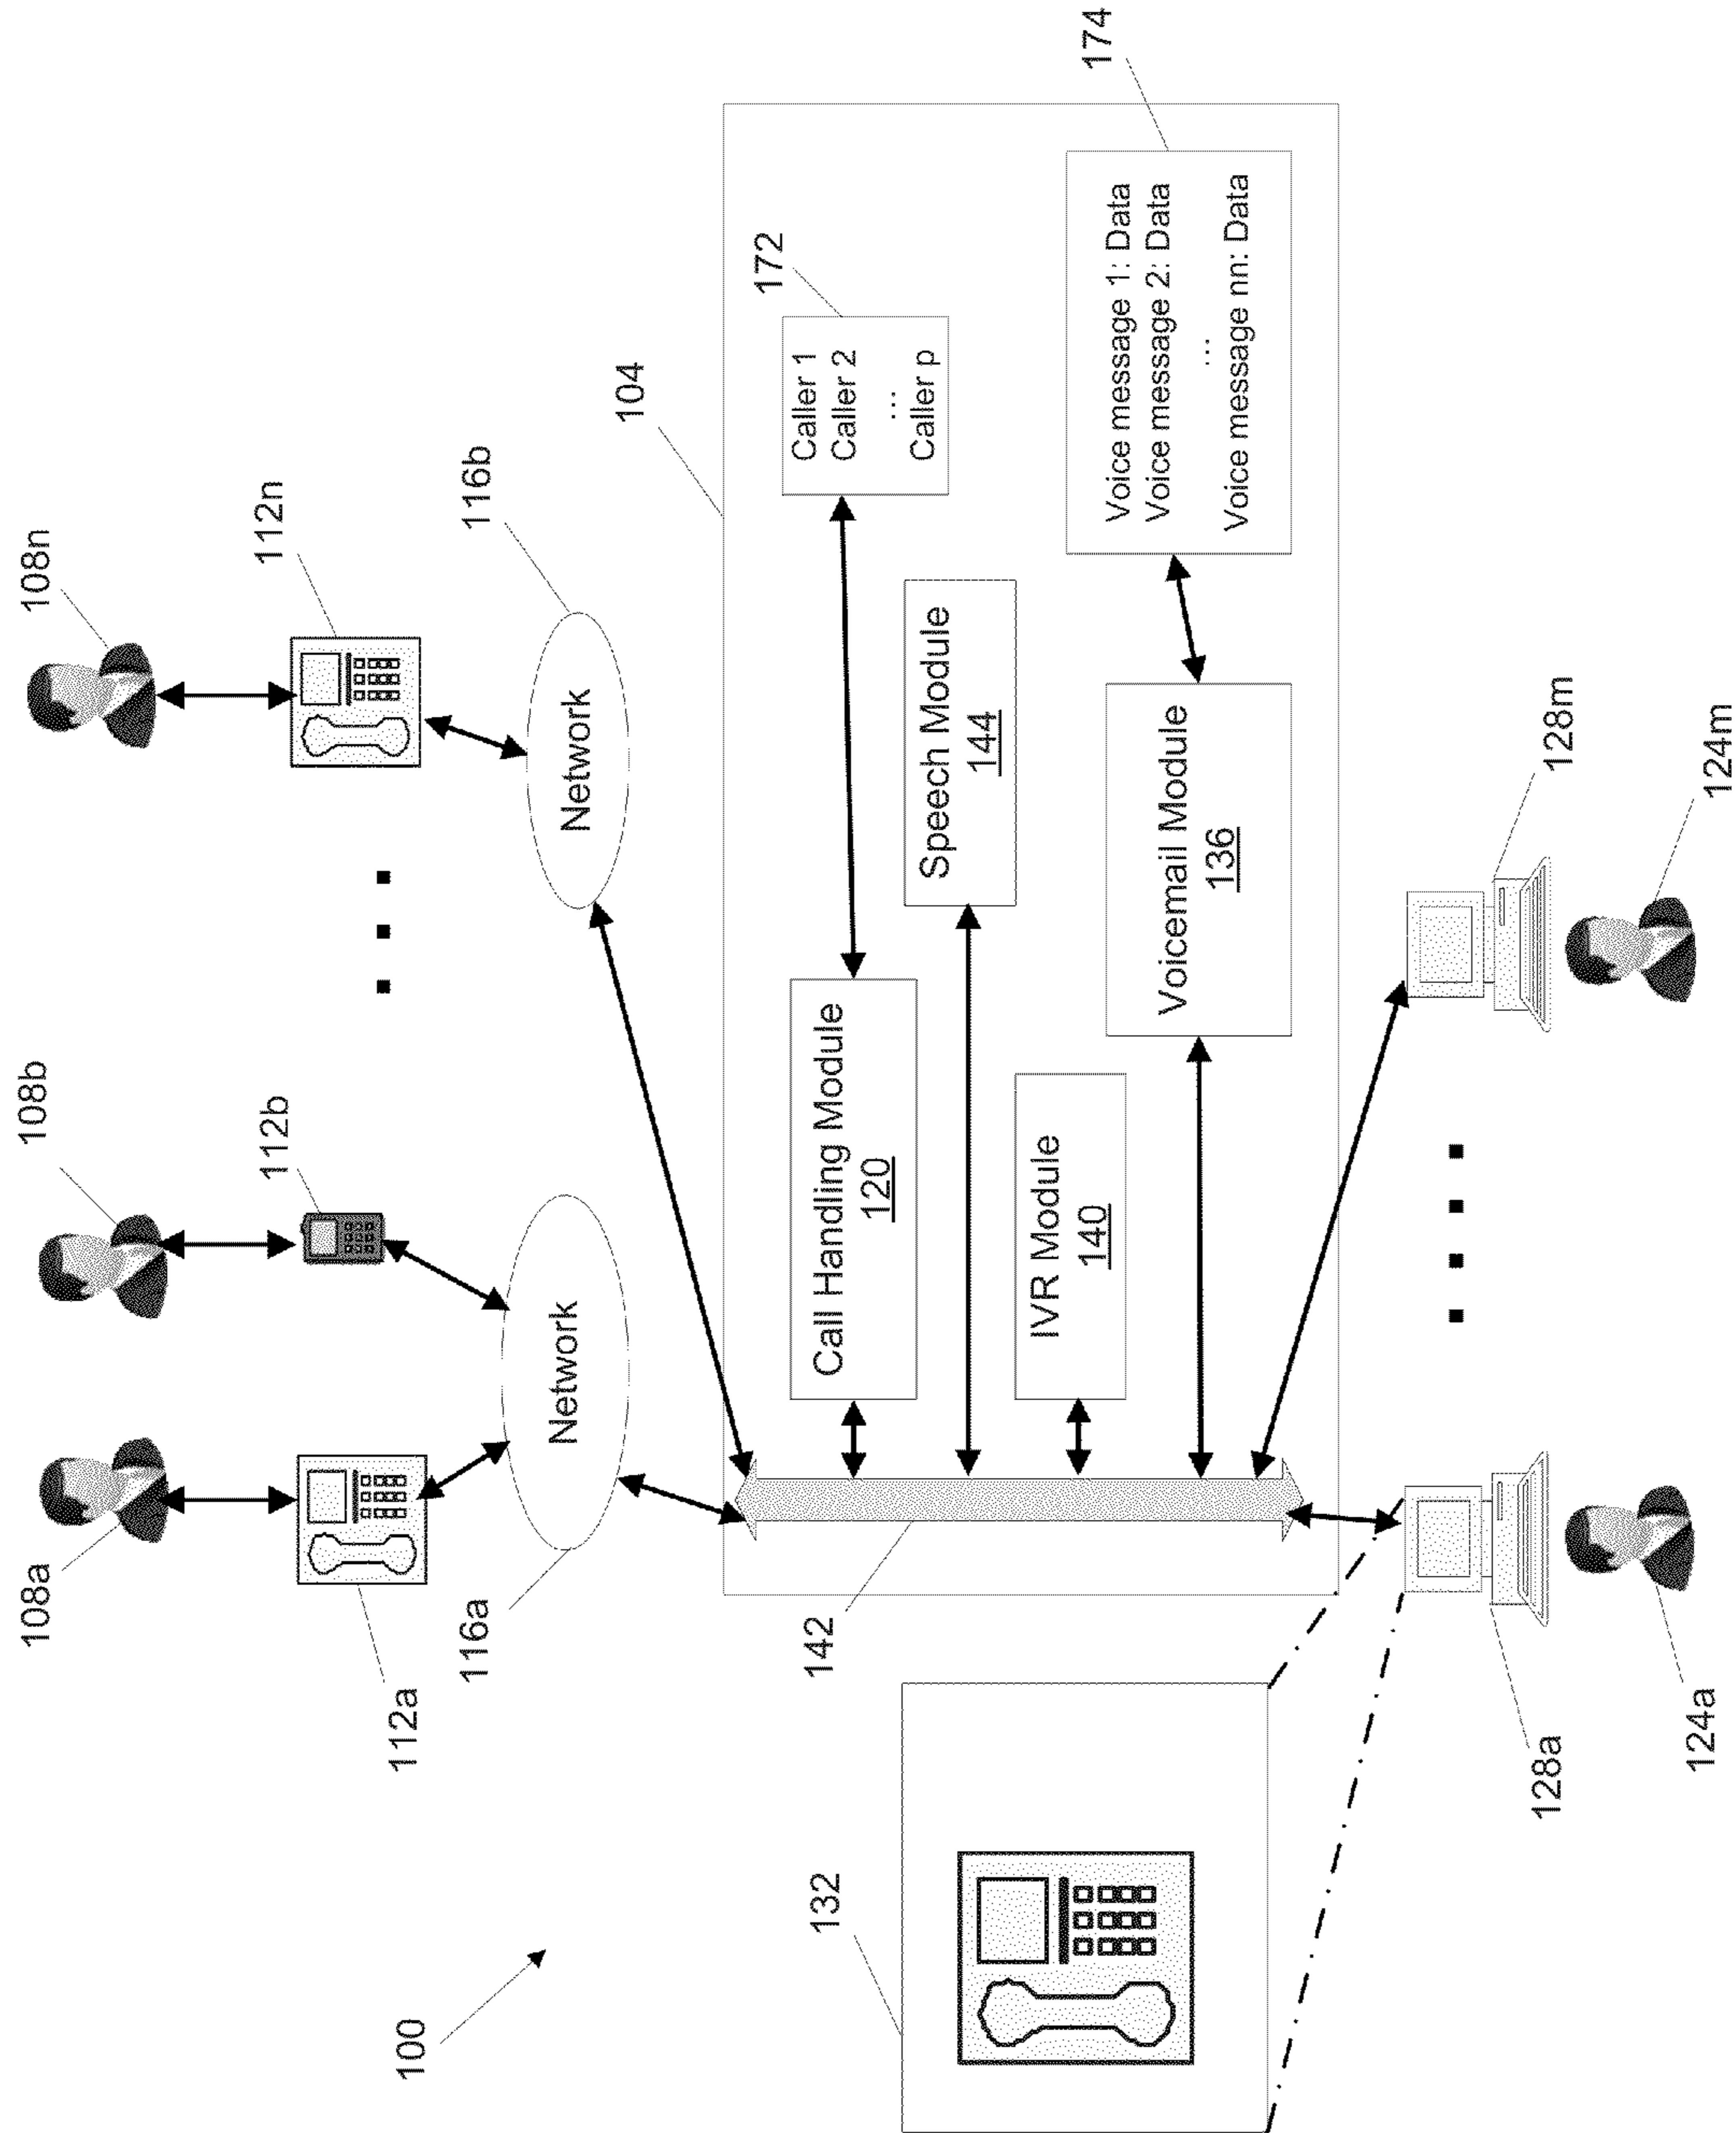 108a
108b
108n
112a
112b
112n
116a
Network
116b
Network
104
142
Call Handling Module
120
Caller 1
Caller 2
...
Caller p
172
Speech Module
144
IVR Module
140
Voicemail Module
136
Voice message 1: Data
Voice message 2: Data
...
Voice message nn: Data
174
100
132
128a
124a
128m
124m